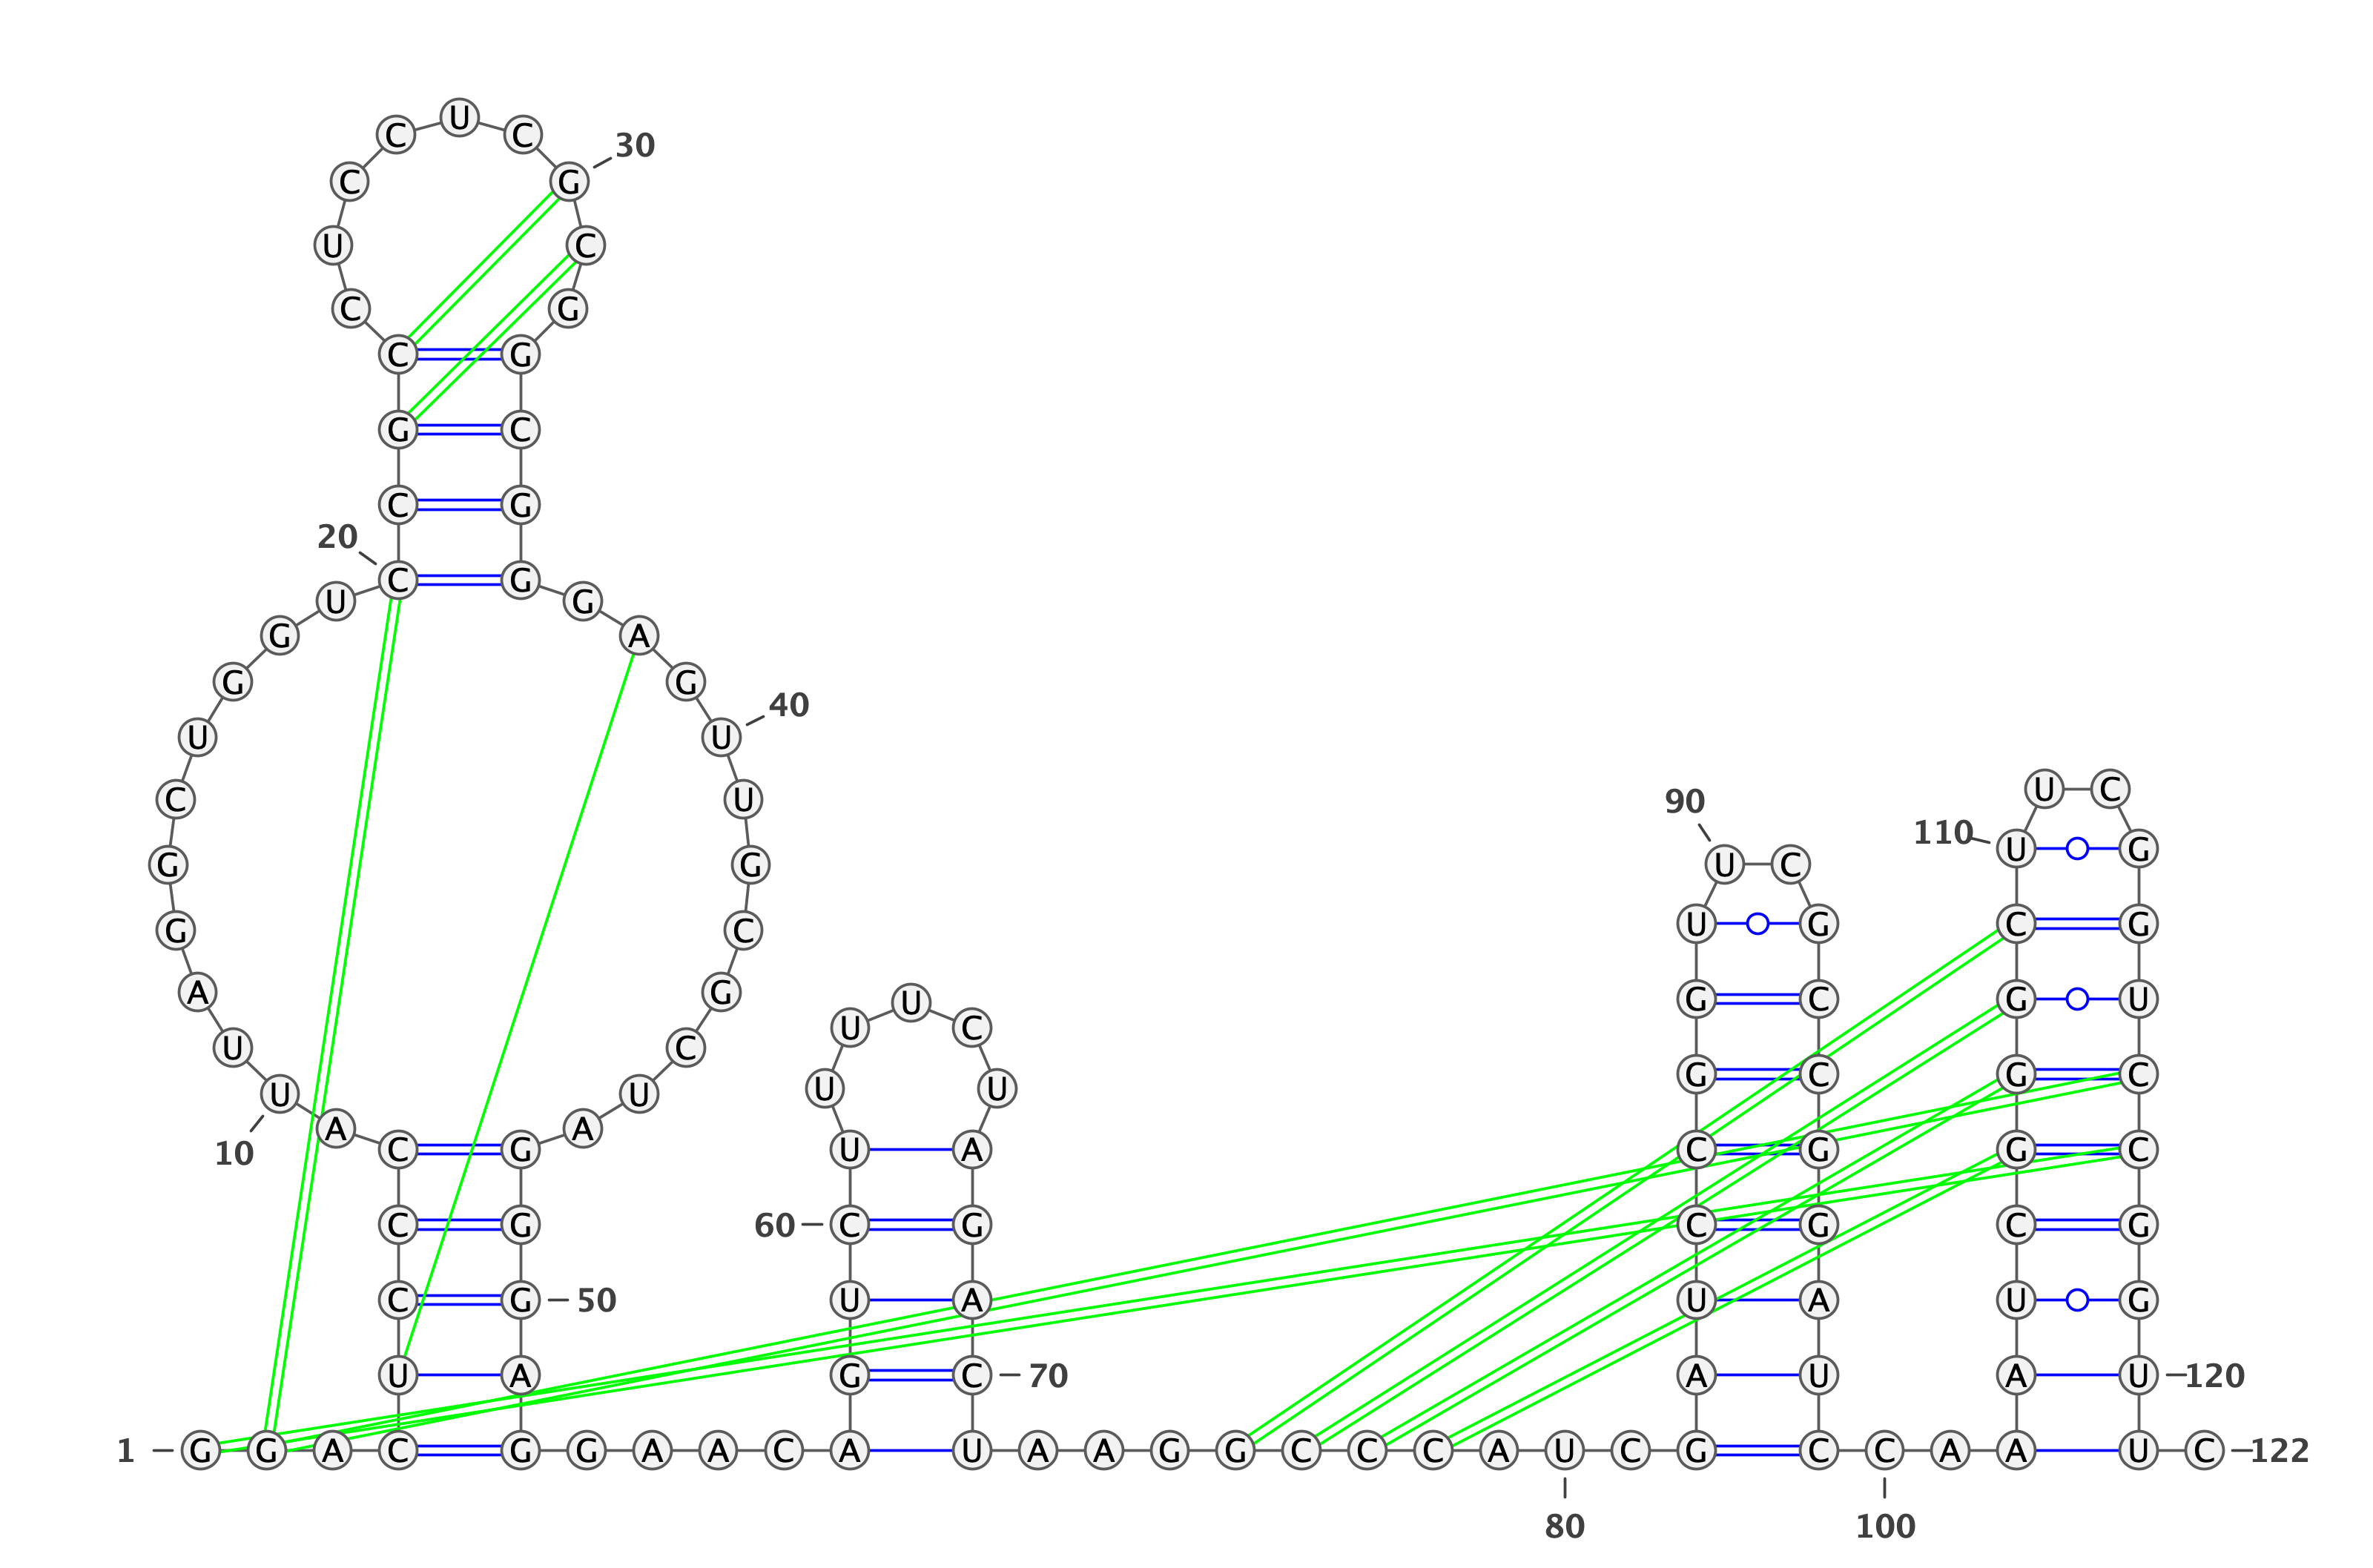 U
C C
30
C G
U C
C G
C G
G C
C G
20
C G
U G
G A
G G
40
U U
U C
C U 90
110
U G
G G U C
G C U G C G
A G G C G U
U
U C
U C
G C G C
U U
U U
A A
C G U A C G G C
10
C G 60 C G C G C G
C G 50 U A U A U G
U A G C 70 A U A U 120
1 G G A C G G A A C A U A A G G C C C A U C G C C A A U C 122
80 100